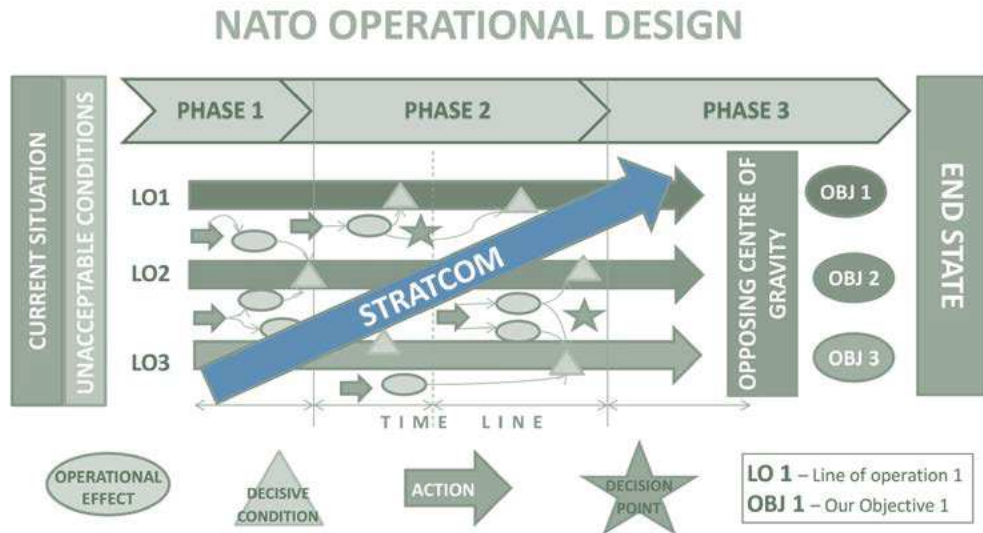 NATO OPERATIONAL DESIGN
CURRENT SITUATION
UNACCEPTABLE CONDITIONS
PHASE 1
PHASE 2
PHASE 3
LO1
LO2
LO3
STRATCOM
OPPOSING CENTRE OF
GRAVITY
OBJ 1
OBJ 2
OBJ 3
END STATE
TIME LINE
OPERATIONAL
EFFECT
DECISIVE
CONDITION
ACTION
DECISION
POINT
LO 1 – Line of operation 1
OBJ 1 – Our Objective 1